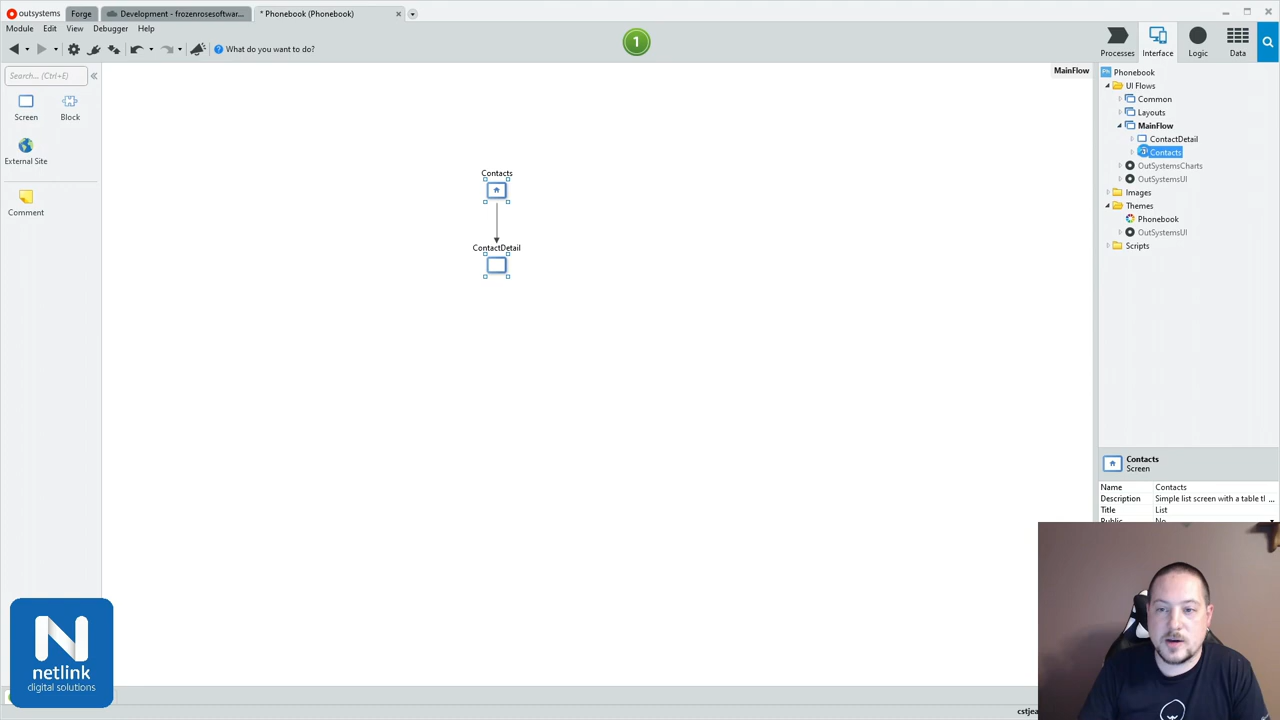 outsystems
Forge
Development - frozenrosesoftwar...
* Phonebook (Phonebook)
Module
Edit
View
Debugger
Help
What do you want to do?
1
Processes
Interface
Logic
Data
Search... (Ctrl+E)
Screen
Block
External Site
Comment
MainFlow
Contacts
ContactDetail
Phonebook
UI Flows
Common
Layouts
MainFlow
ContactDetail
Contacts
OutSystemsCharts
OutSystemsUI
Images
Themes
Phonebook
OutSystemsUI
Scripts
Contacts
Screen
Name Contacts
Description Simple list screen with a table tl ...
Title List
Public No
N
netlink
digital solutions
cstjea